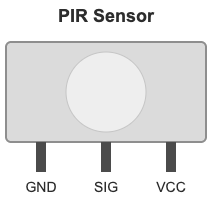 PIR Sensor
GND SIG VCC